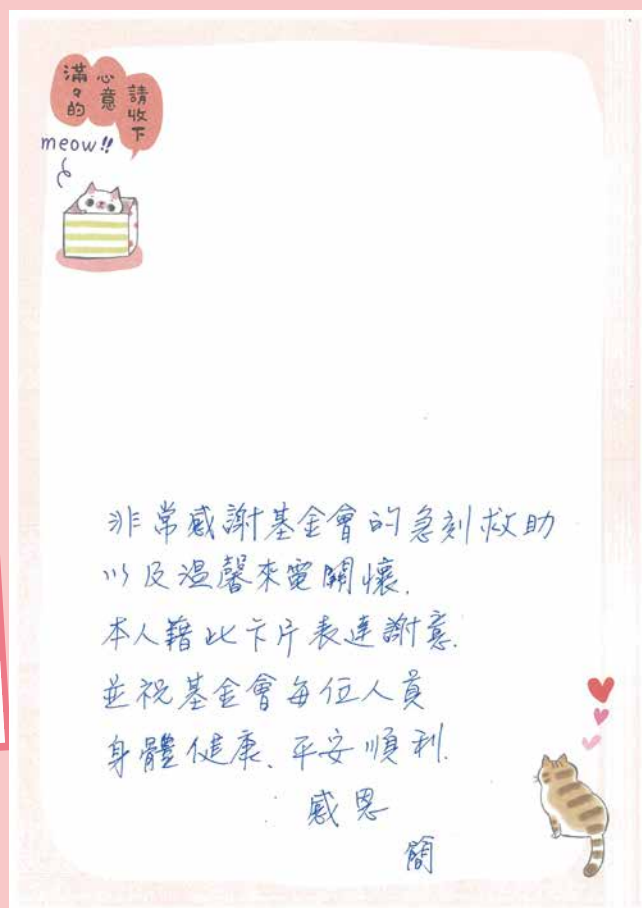 請收下
心意
滿々的
meow!!
非常感謝基金會的急刻救助
以及溫馨來電關懷.
本人藉此卡片表達謝意.
並祝基金會每位人員
身體健康、平安順利.
感恩
簡